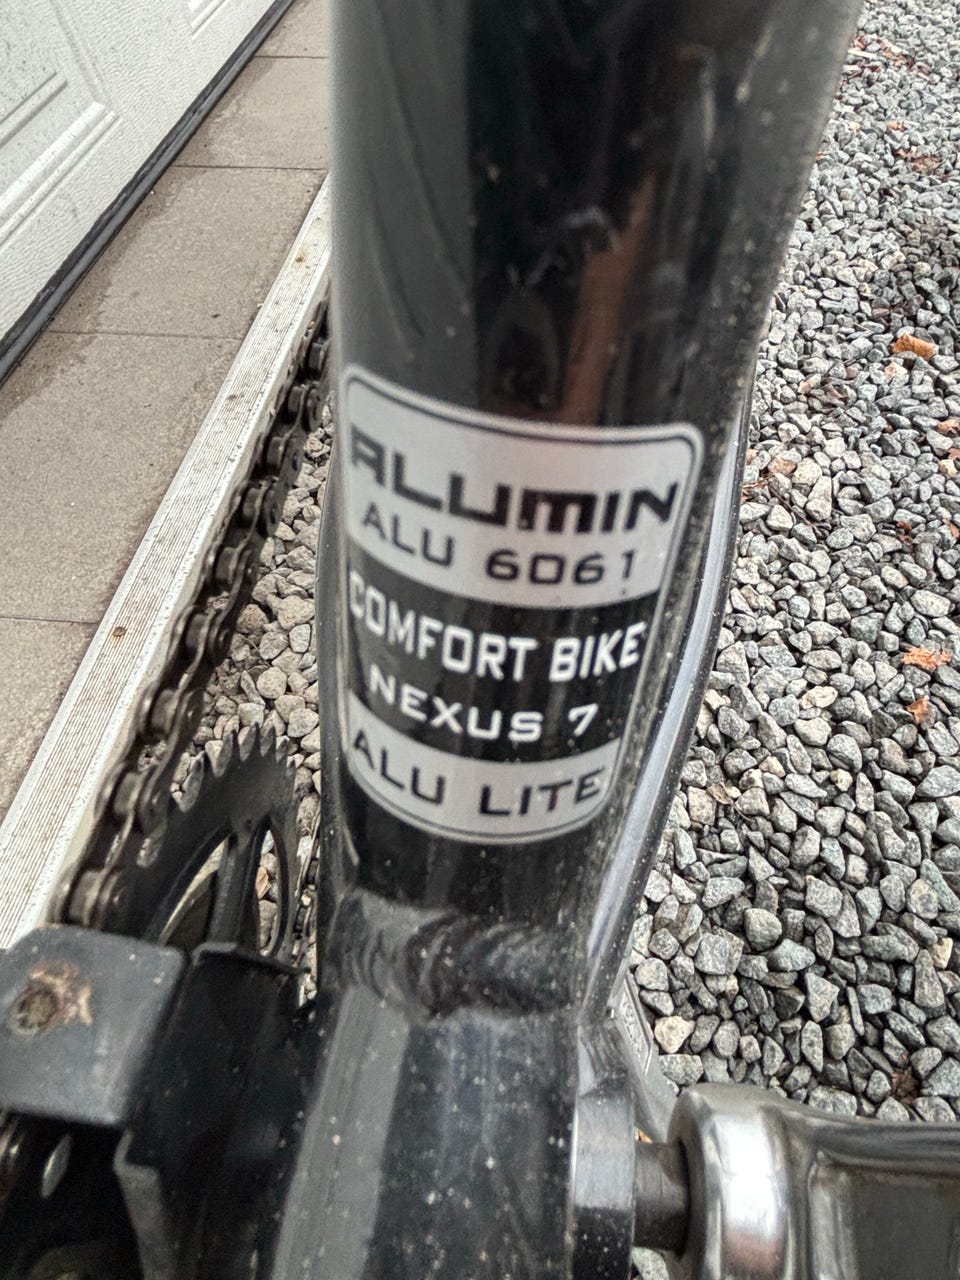 ALUMIN
ALU 6061
COMFORT BIKE
NEXUS 7
ALU LITE